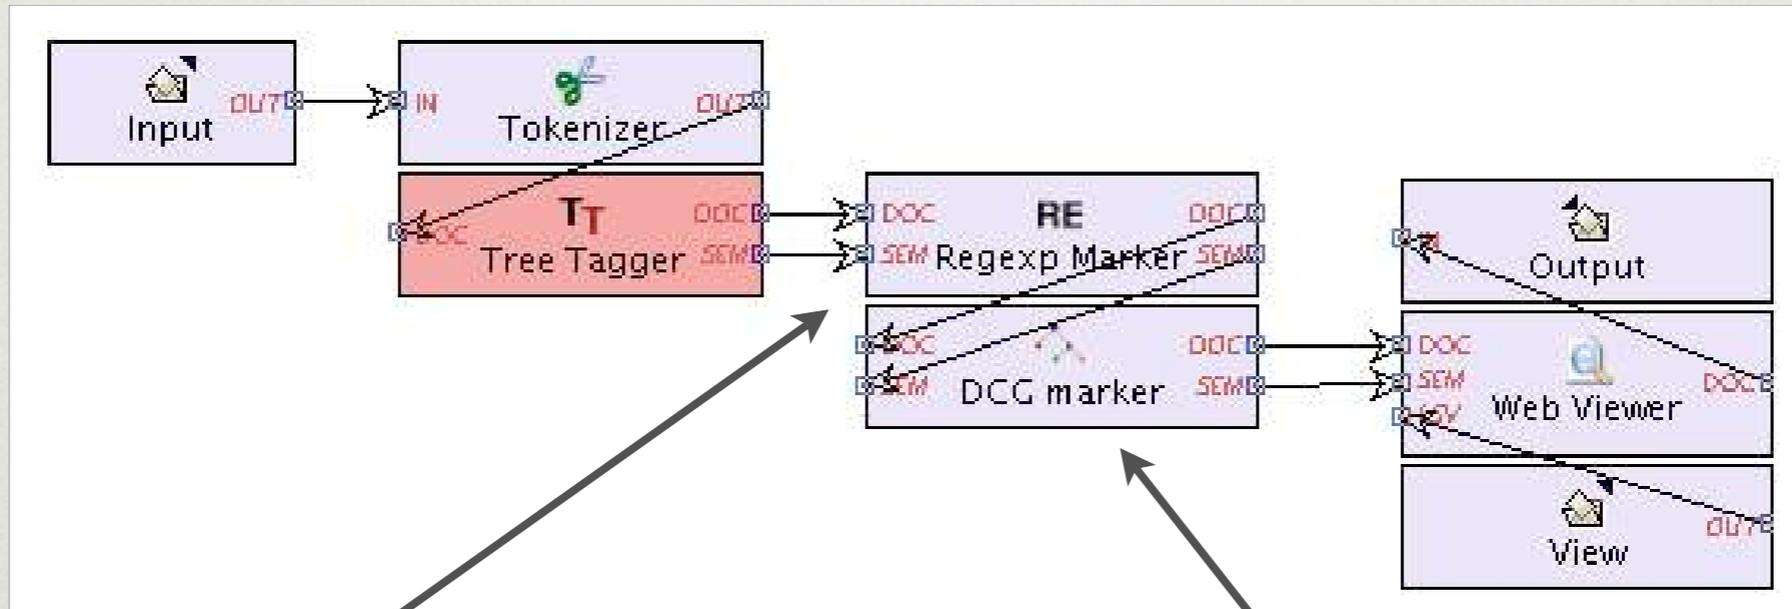 OUT
Input
IN OUT
Tokenizer
TT
DOC DOC
Tree Tagger SEM
RE
DOC DOC
SEM Regexp Marker SEM
DOC DOC
SEM DCG marker SEM
Output
DOC
SEM DOC
Web Viewer
OUT
View